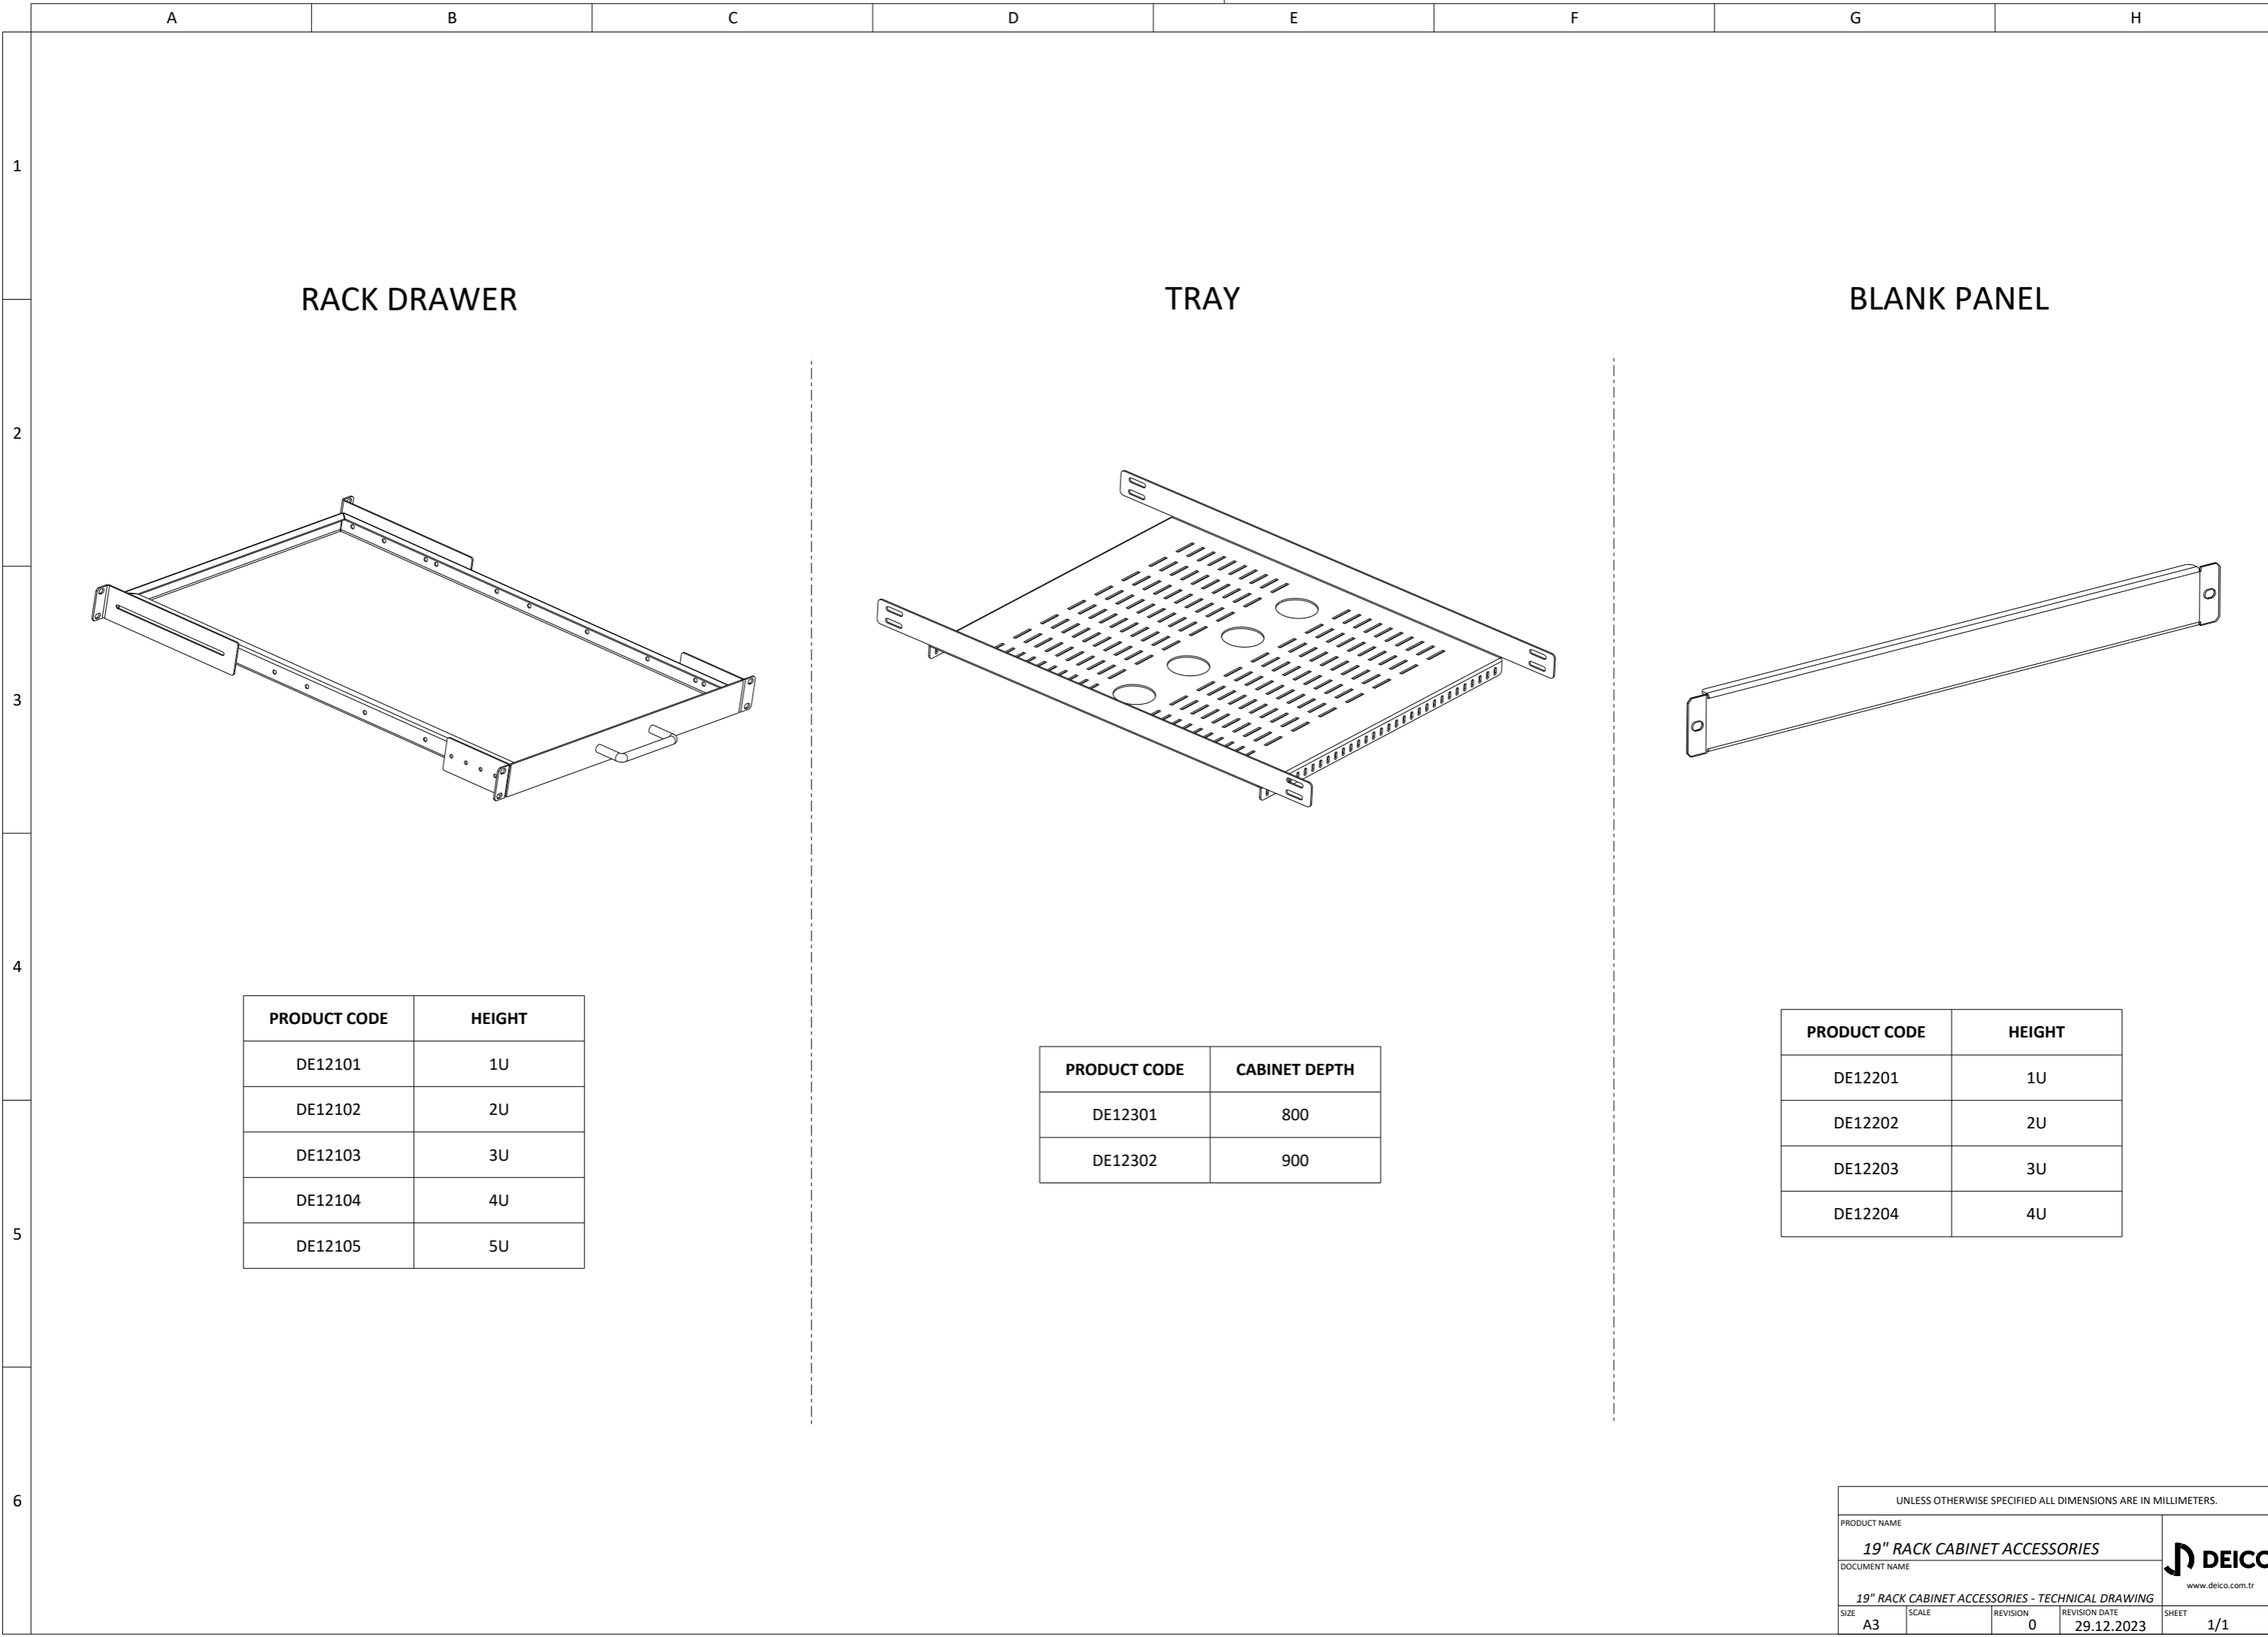 A B C D E F G H
1
2
3
4
5
6
RACK DRAWER
PRODUCT CODE HEIGHT
DE12101 1U
DE12102 2U
DE12103 3U
DE12104 4U
DE12105 5U
TRAY
PRODUCT CODE CABINET DEPTH
DE12301 800
DE12302 900
BLANK PANEL
PRODUCT CODE HEIGHT
DE12201 1U
DE12202 2U
DE12203 3U
DE12204 4U
UNLESS OTHERWISE SPECIFIED ALL DIMENSIONS ARE IN MILLIMETERS.
PRODUCT NAME
19" RACK CABINET ACCESSORIES
DOCUMENT NAME
19" RACK CABINET ACCESSORIES - TECHNICAL DRAWING
DEICO
www.deico.com.tr
SIZE SCALE REVISION REVISION DATE SHEET
A3 0 29.12.2023 1/1